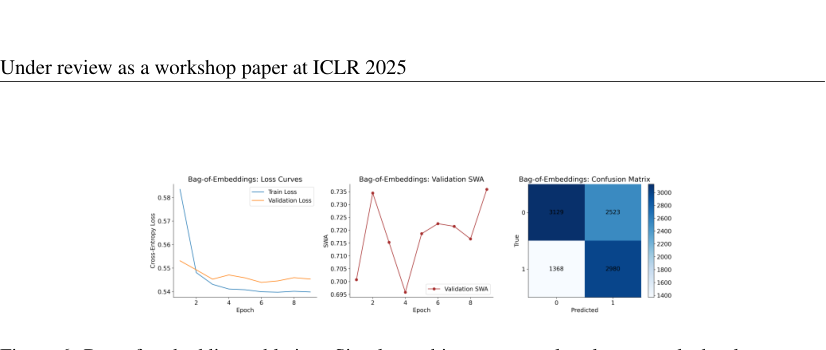 Under review as a workshop paper at ICLR 2025
Bag-of-Embeddings: Loss Curves
Train Loss
Validation Loss
0.58
0.57
0.56
0.55
0.54
Cross-Entropy Loss
2 4 6 8
Epoch
Bag-of-Embeddings: Validation SWA
0.735
0.730
0.725
0.720
0.715
0.710
0.705
0.700
0.695
SWA
Validation SWA
2 4 6 8
Epoch
Bag-of-Embeddings: Confusion Matrix
0
1
True
2523
1368
0 1
Predicted
3000
2800
2600
2400
2200
2000
1800
1600
1400